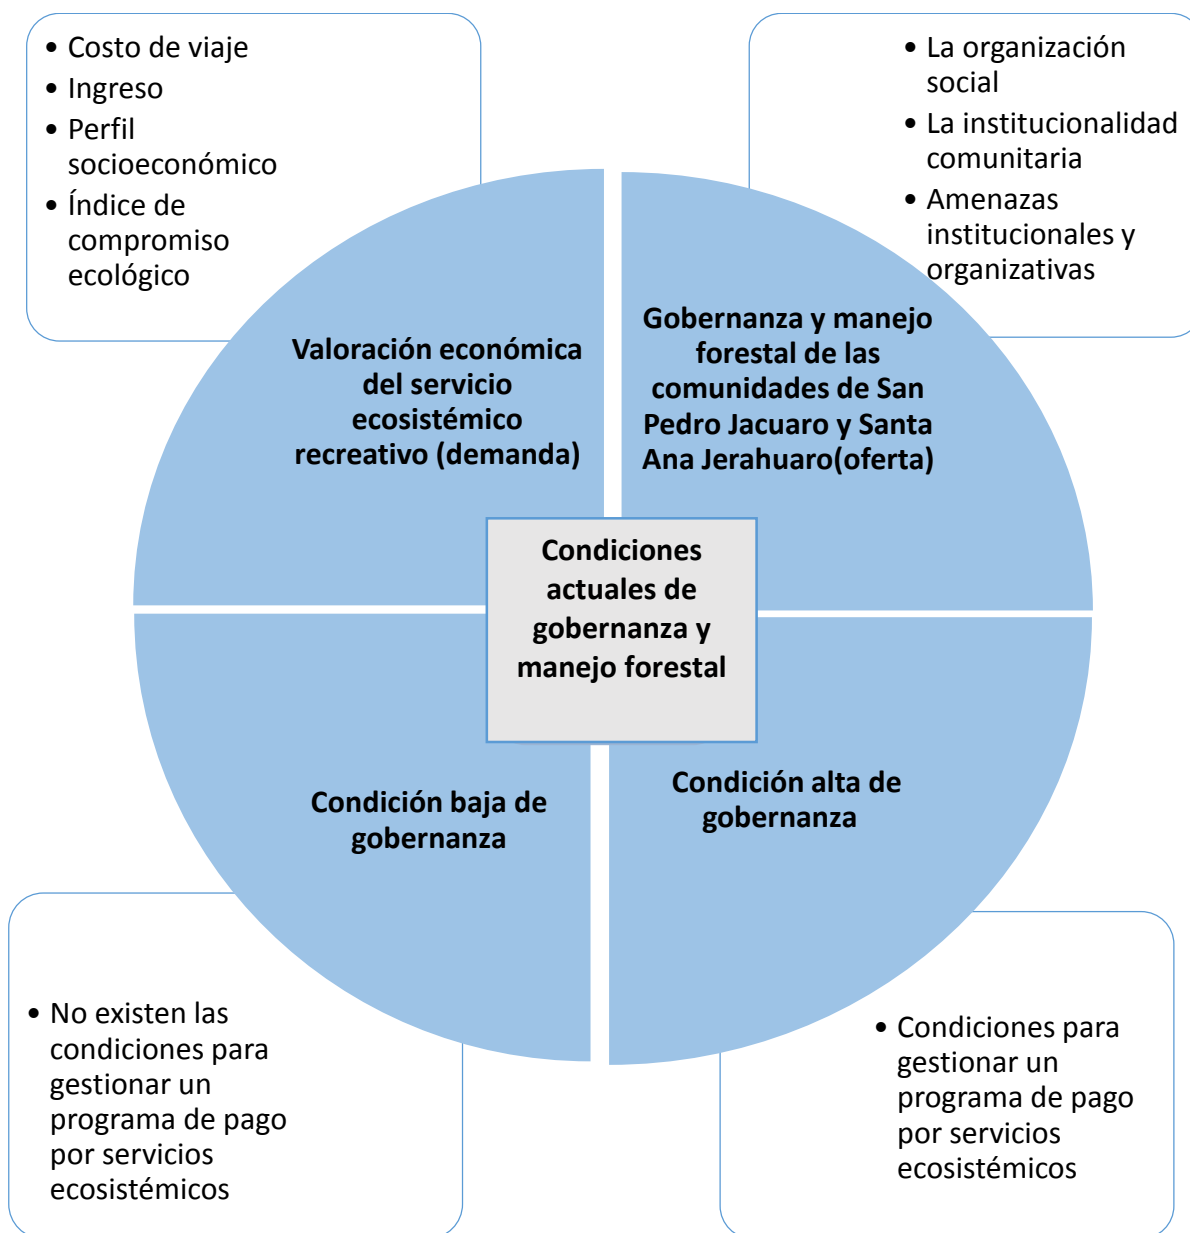 • Costo de viaje
• Ingreso
• Perfil
socioeconómico
• Índice de
compromiso
ecológico
• La organización
social
• La institucionalidad
comunitaria
• Amenazas
institucionales y
organizativas
Valoración económica
del servicio
ecosistémico
recreativo (demanda)
Gobernanza y manejo
forestal de las
comunidades de San
Pedro Jacuaro y Santa
Ana Jerahuaro(oferta)
Condiciones
actuales de
gobernanza y
manejo forestal
Condición baja de
gobernanza
Condición alta de
gobernanza
• No existen las
condiciones para
gestionar un
programa de pago
por servicios
ecosistémicos
• Condiciones para
gestionar un
programa de pago
por servicios
ecosistémicos